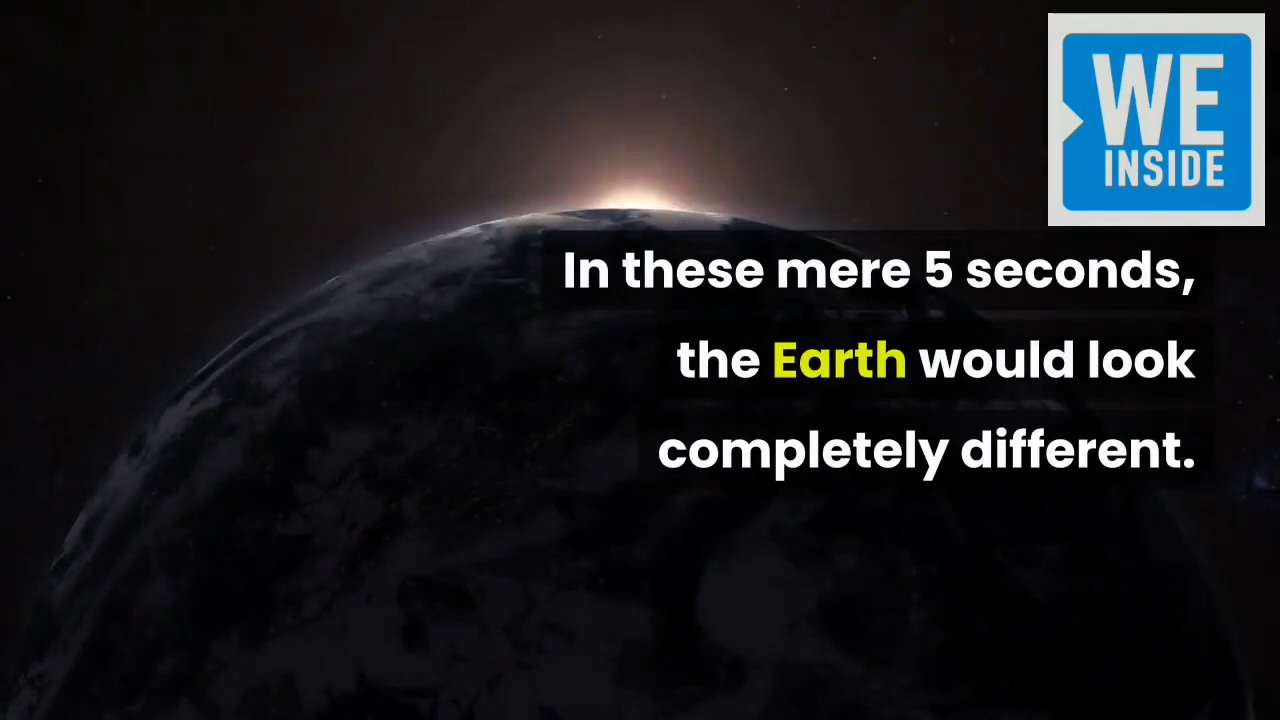 WE
INSIDE
In these mere 5 seconds,
the Earth would look
completely different.